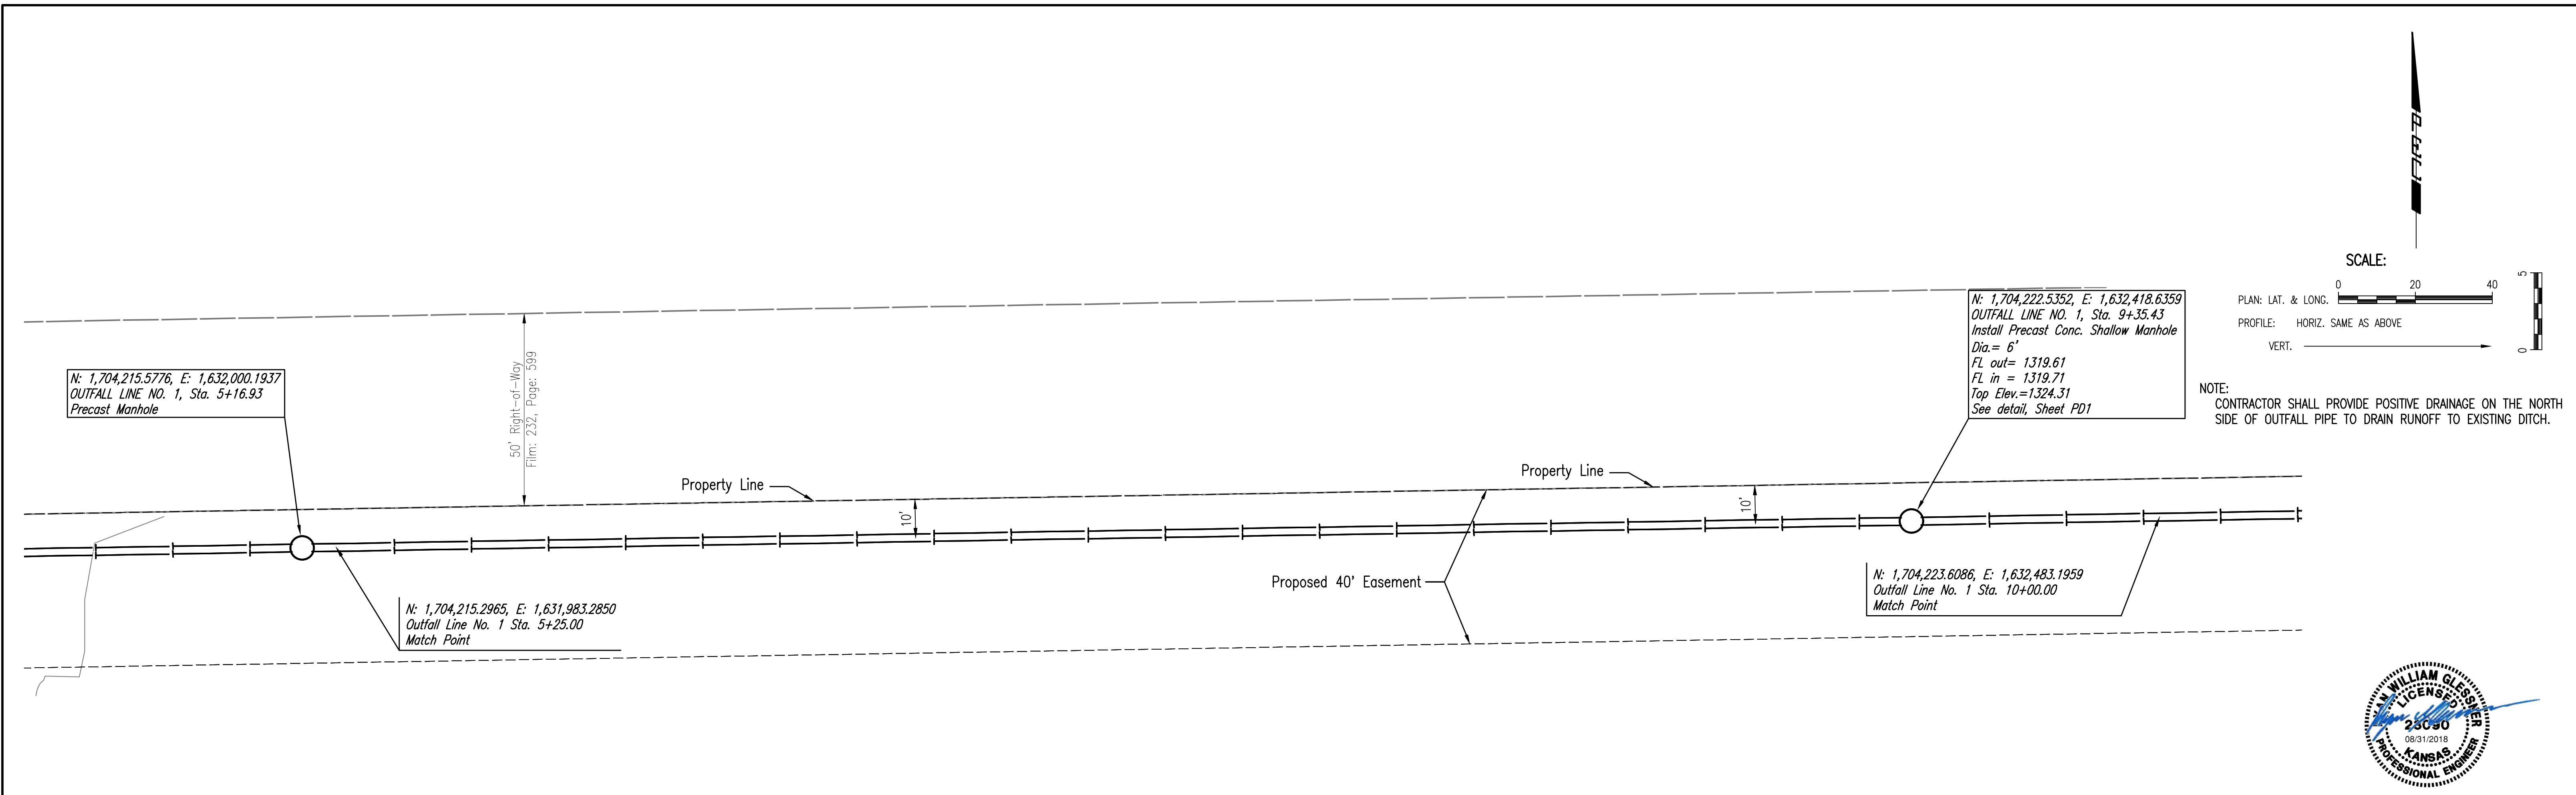 SCALE:
0 20 40
PLAN: LAT. & LONG.
PROFILE: HORIZ. SAME AS ABOVE
VERT.
5
0
NOTE:
CONTRACTOR SHALL PROVIDE POSITIVE DRAINAGE ON THE NORTH
SIDE OF OUTFALL PIPE TO DRAIN RUNOFF TO EXISTING DITCH.
N: 1,704,222.5352, E: 1,632,418.6359
OUTFALL LINE NO. 1, Sta. 9+35.43
Install Precast Conc. Shallow Manhole
Dia.= 6'
FL out= 1319.61
FL in = 1319.71
Top Elev.=1324.31
See detail, Sheet PD1
N: 1,704,215.5776, E: 1,632,000.1937
OUTFALL LINE NO. 1, Sta. 5+16.93
Precast Manhole
50' Right-of-Way
Film: 232, Page: 599
Property Line
Property Line
10'
10'
Proposed 40' Easement
N: 1,704,215.2965, E: 1,631,983.2850
Outfall Line No. 1 Sta. 5+25.00
Match Point
N: 1,704,223.6086, E: 1,632,483.1959
Outfall Line No. 1 Sta. 10+00.00
Match Point
WILLIAM GLESSNER
LICENSED
23090
08/31/2018
KANSAS
PROFESSIONAL ENGINEER